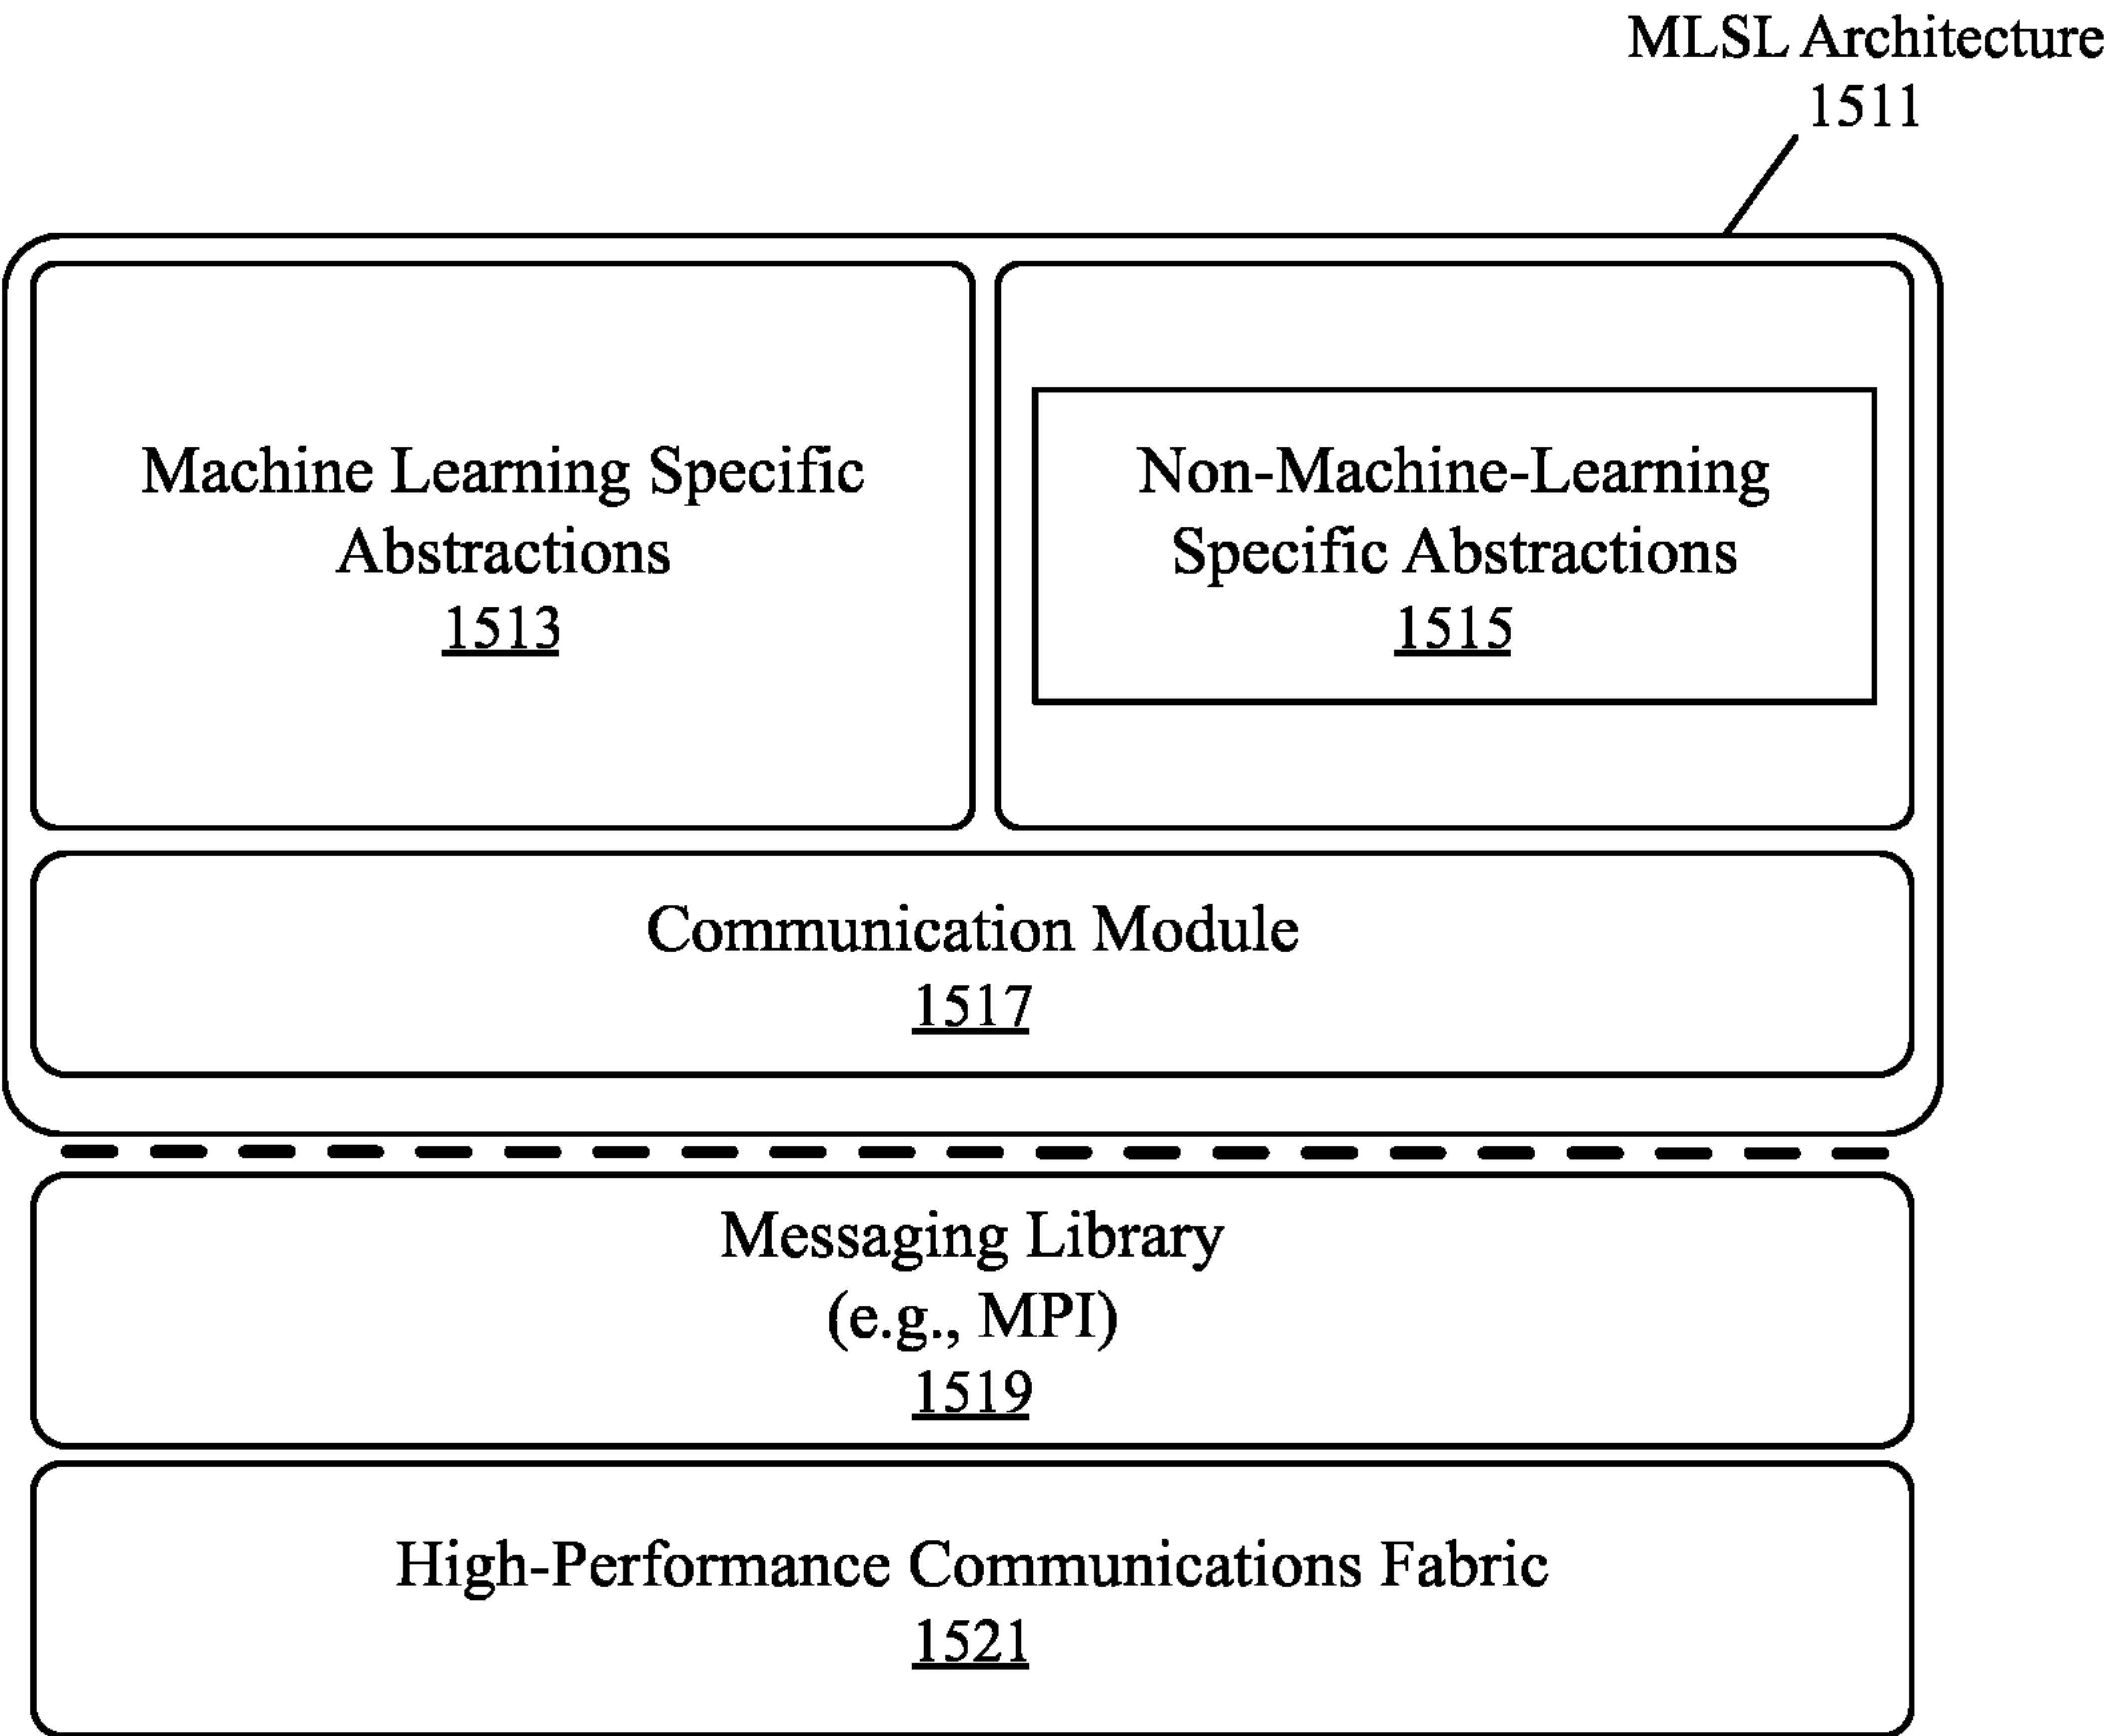 MLSL Architecture
1511
Machine Learning Specific
Abstractions
1513
Non-Machine-Learning
Specific Abstractions
1515
Communication Module
1517
Messaging Library
(e.g., MPI)
1519
High-Performance Communications Fabric
1521